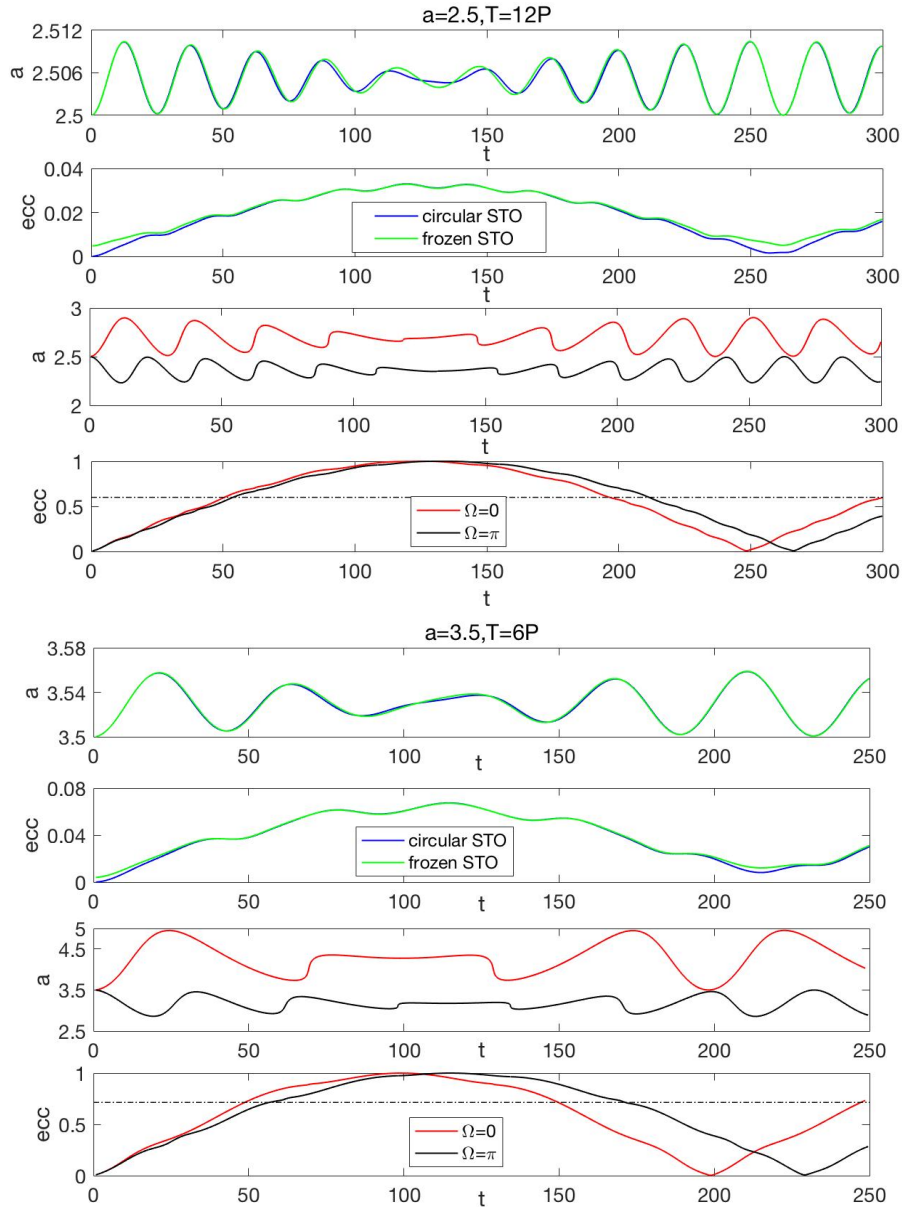 a=2.5,T=12P
2.512
2.506
2.5
a
0 50 100 150 200 250 300
t
0.04
0.02
0
ecc
circular STO
frozen STO
0 50 100 150 200 250 300
t
3
2.5
2
a
0 50 100 150 200 250 300
t
1
0.5
0
ecc
Ω=0
Ω=π
0 50 100 150 200 250 300
t
a=3.5,T=6P
3.58
3.54
3.5
a
0 50 100 150 200 250
t
0.08
0.04
0
ecc
circular STO
frozen STO
0 50 100 150 200 250
t
5
4.5
3.5
2.5
a
0 50 100 150 200 250
t
1
0.5
0
ecc
Ω=0
Ω=π
0 50 100 150 200 250
t